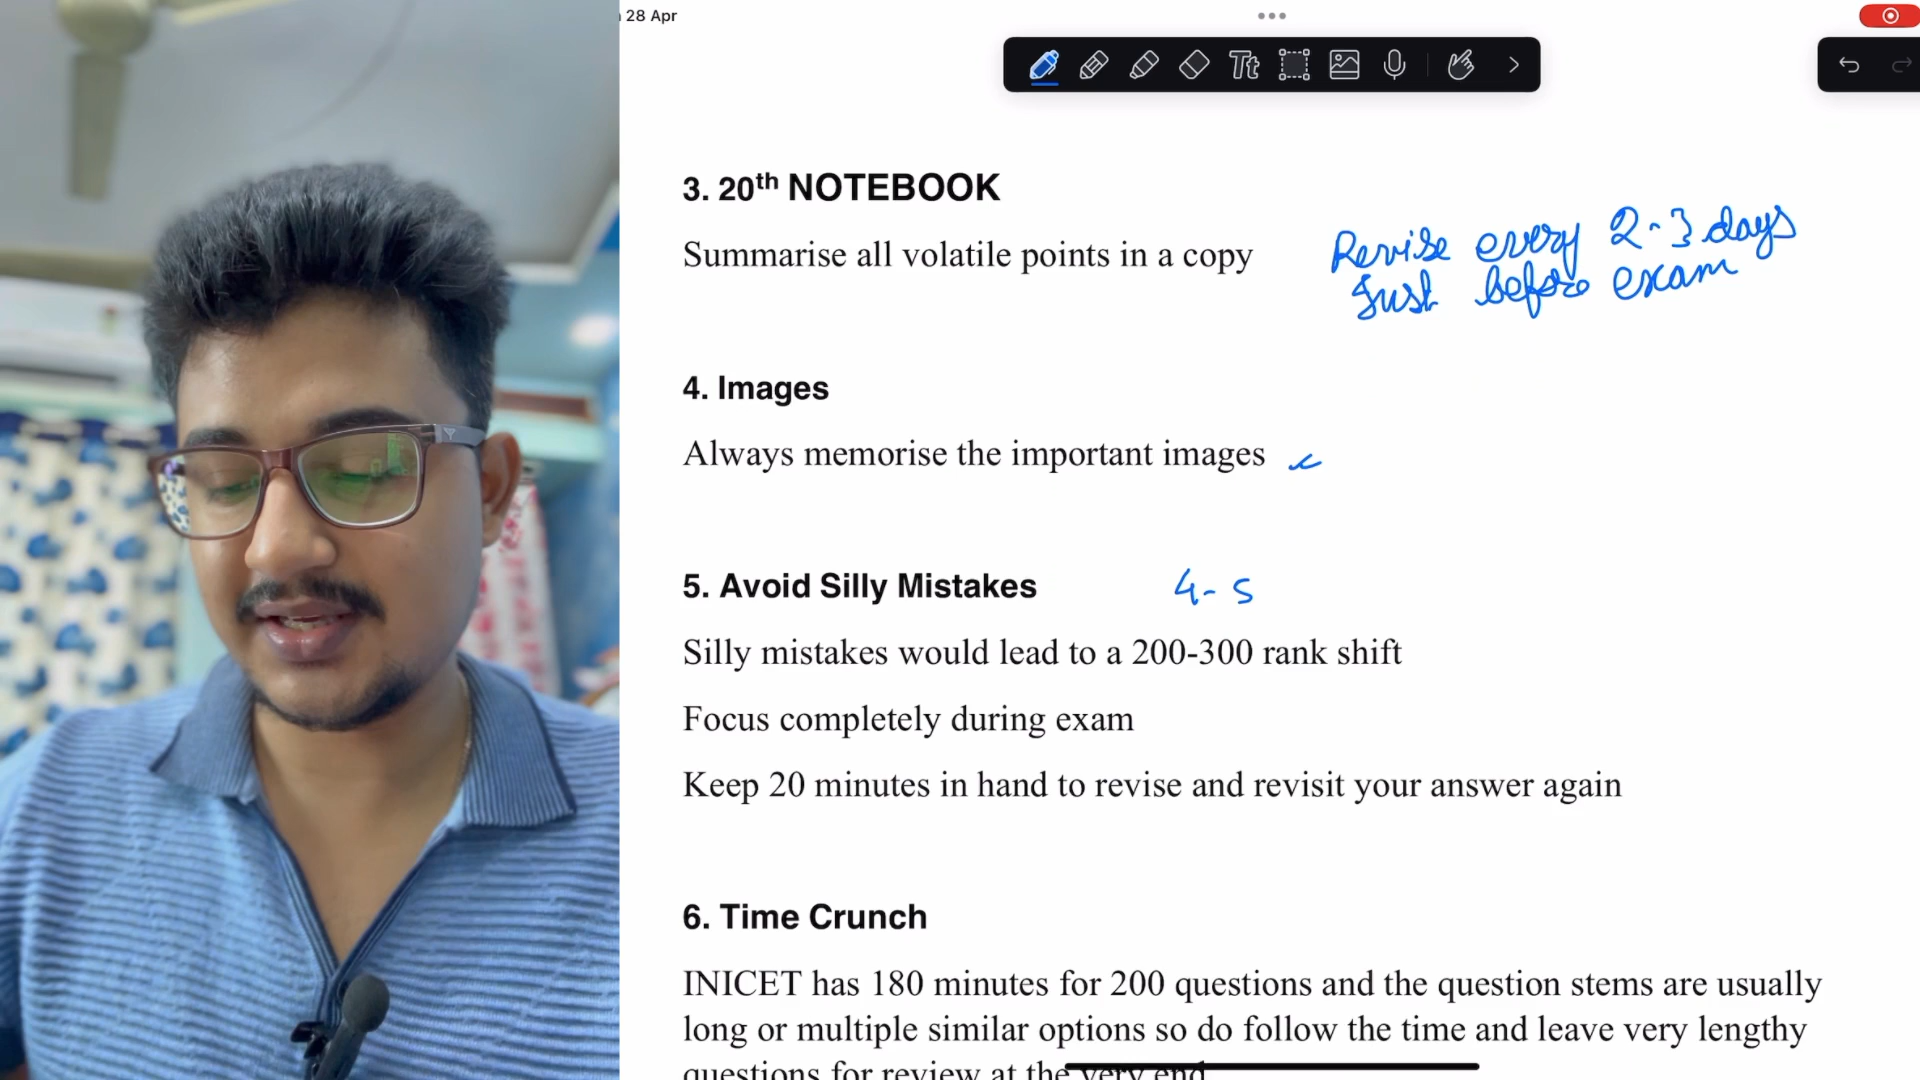 28 Apr
Tt
3. 20th NOTEBOOK
Summarise all volatile points in a copy
Revise every 2-3 days
Just before exam
4. Images
Always memorise the important images
5. Avoid Silly Mistakes 4-5
Silly mistakes would lead to a 200-300 rank shift
Focus completely during exam
Keep 20 minutes in hand to revise and revisit your answer again
6. Time Crunch
INICET has 180 minutes for 200 questions and the question stems are usually
long or multiple similar options so do follow the time and leave very lengthy
questions for review at the very end